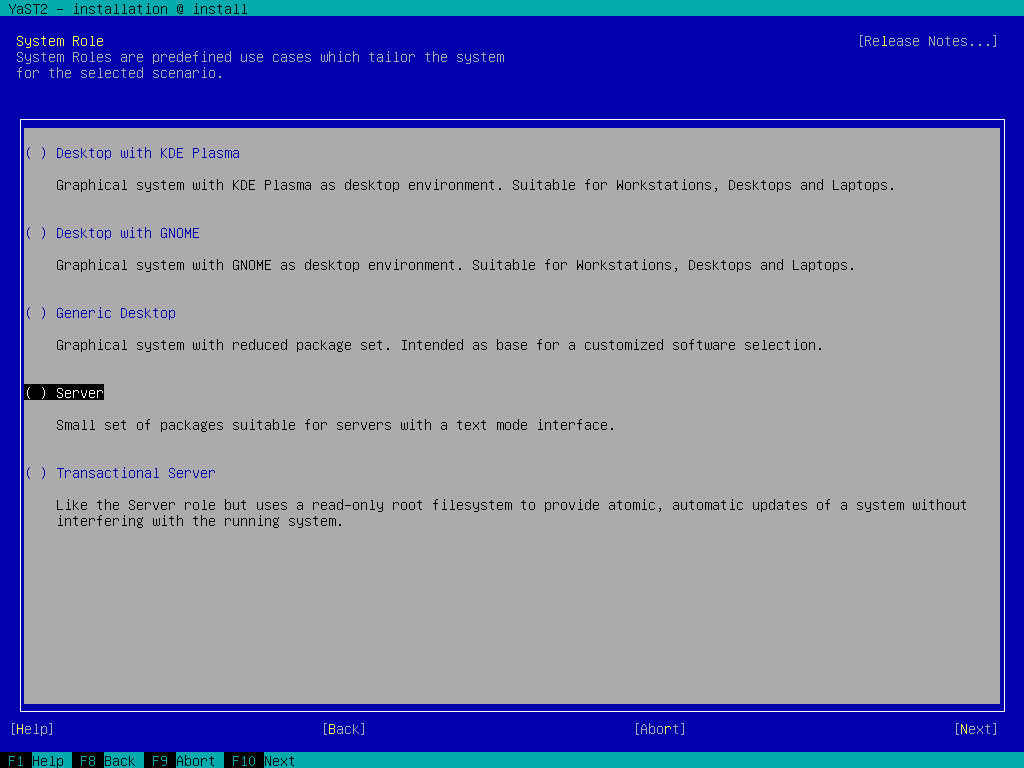 YaST2 - installation @ install
System Role
[Release Notes...]
System Roles are predefined use cases which tailor the system
for the selected scenario.
( ) Desktop with KDE Plasma
Graphical system with KDE Plasma as desktop environment. Suitable for Workstations, Desktops and Laptops.
( ) Desktop with GNOME
Graphical system with GNOME as desktop environment. Suitable for Workstations, Desktops and Laptops.
( ) Generic Desktop
Graphical system with reduced package set. Intended as base for a customized software selection.
( ) Server
Small set of packages suitable for servers with a text mode interface.
( ) Transactional Server
Like the Server role but uses a read-only root filesystem to provide atomic, automatic updates of a system without
interfering with the running system.
[Help] [Back] [Abort] [Next]
F1 Help F8 Back F9 Abort F10 Next